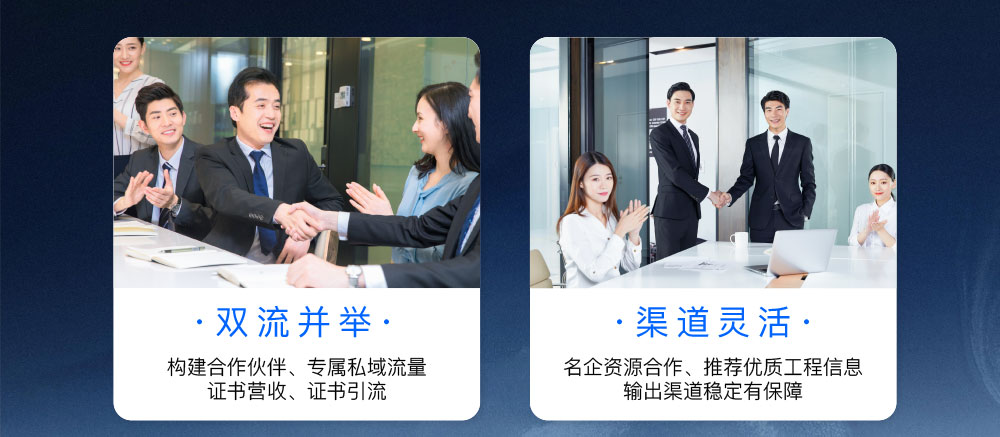 ·双流并举·
构建合作伙伴、专属私域流量
证书营收、证书引流
·渠道灵活·
名企资源合作、推荐优质工程信息
输出渠道稳定有保障